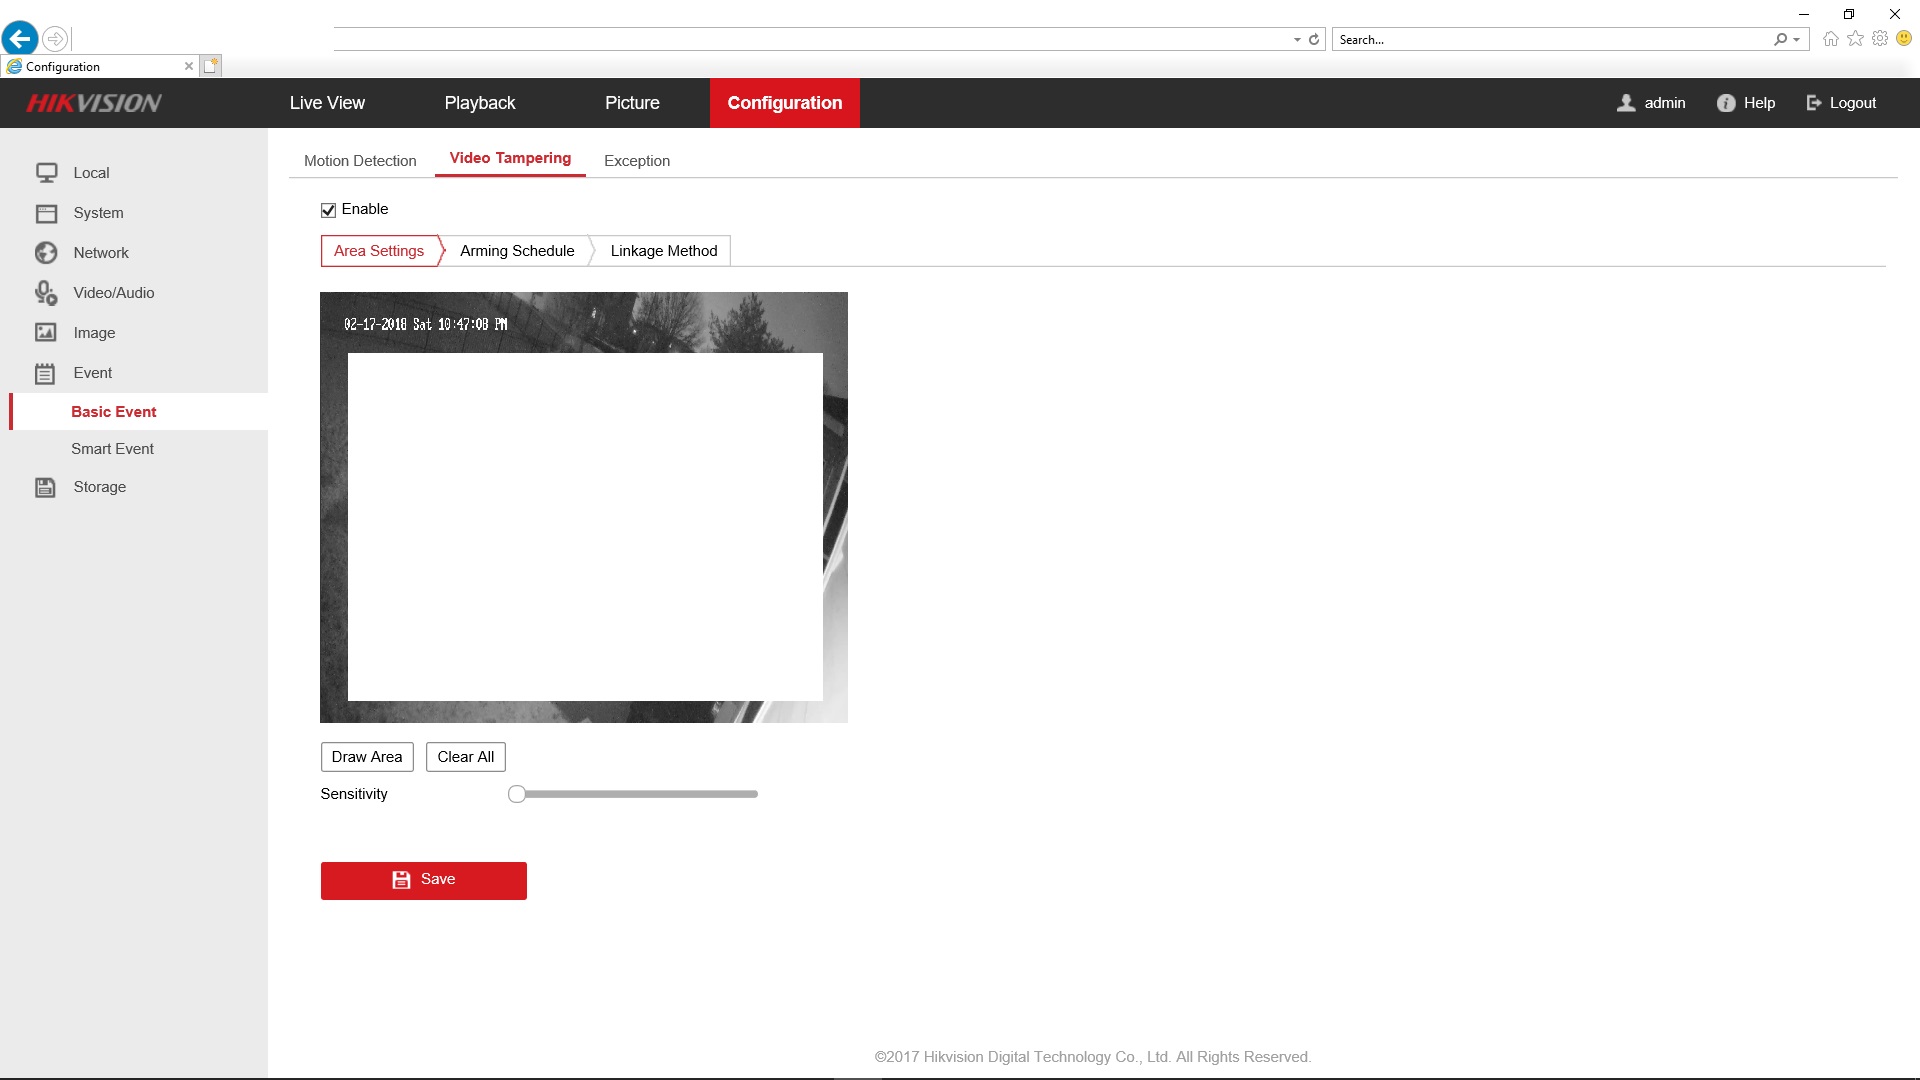 Search...
Configuration
HIKVISION
Live View
Playback
Picture
Configuration
admin
Help
Logout
Local
System
Network
Video/Audio
Image
Event
Basic Event
Smart Event
Storage
Motion Detection
Video Tampering
Exception
Enable
Area Settings
Arming Schedule
Linkage Method
02-17-2018 Sat 10:47:08 PM
Draw Area
Clear All
Sensitivity
Save
©2017 Hikvision Digital Technology Co., Ltd. All Rights Reserved.